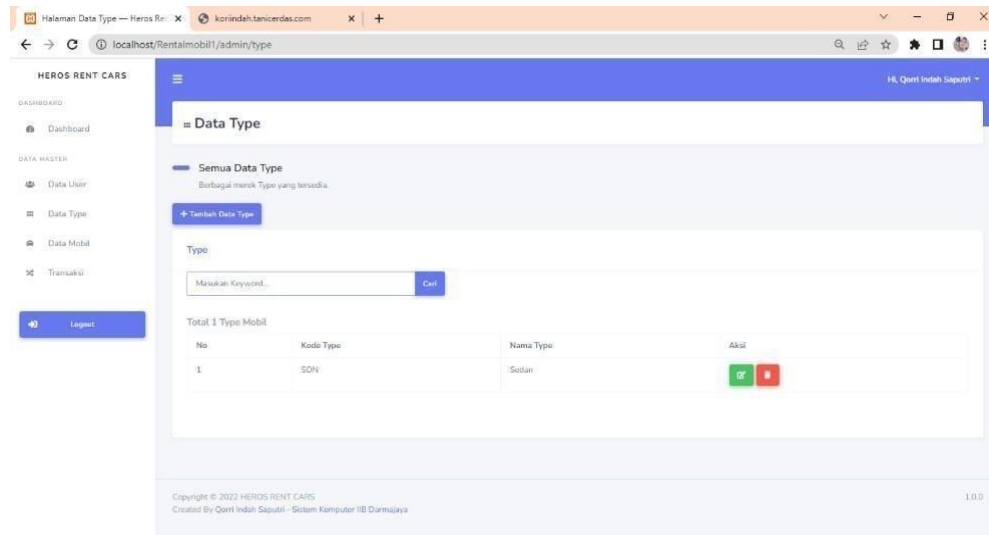 Halaman Data Type — Heros Re
koriindah.tanicerdas.com
localhost/Rentalmobil1/admin/type
HEROS RENT CARS
Hi, Qorri Indah Saputri
DASHBOARD
Dashboard
Data Type
DATA MASTER
Data User
Data Type
Data Mobil
Transaksi
Logout
Semua Data Type
Berbagai merek Type yang tersedia.
+ Tambah Data Type
Type
Masukan Keyword...
Cari
Total 1 Type Mobil
No Kode Type Nama Type Aksi
1 SDN Sedan
Copyright © 2022 HEROS RENT CARS
1.0.0
Created By Qorri Indah Saputri - Sistem Komputer IIB Darmajaya